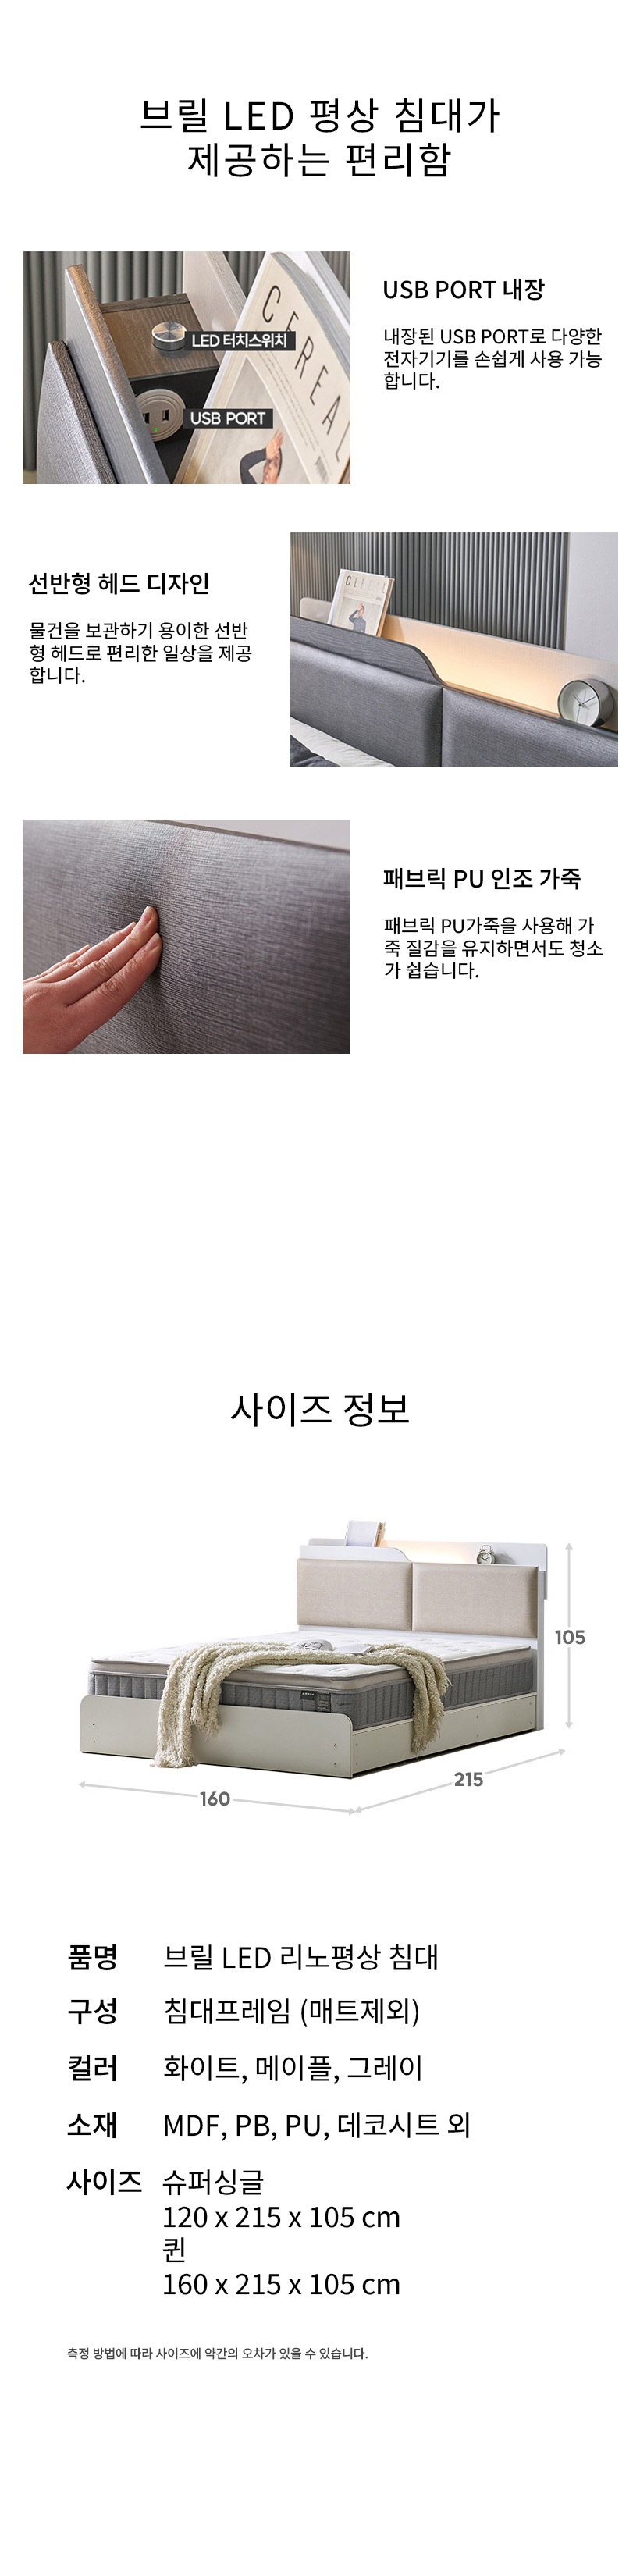 브릴 LED 평상 침대가
제공하는 편리함
LED 터치스위치
USB PORT
CEREAL
USB PORT 내장
내장된 USB PORT로 다양한
전자기기를 손쉽게 사용 가능
합니다.
선반형 헤드 디자인
물건을 보관하기 용이한 선반
형 헤드로 편리한 일상을 제공
합니다.
패브릭 PU 인조 가죽
패브릭 PU가죽을 사용해 가
죽 질감을 유지하면서도 청소
가 쉽습니다.
사이즈 정보
105
215
160
품명 브릴 LED 리노평상 침대
구성 침대프레임 (매트제외)
컬러 화이트, 메이플, 그레이
소재 MDF, PB, PU, 데코시트 외
사이즈 슈퍼싱글
120 x 215 x 105 cm
퀸
160 x 215 x 105 cm
측정 방법에 따라 사이즈에 약간의 오차가 있을 수 있습니다.